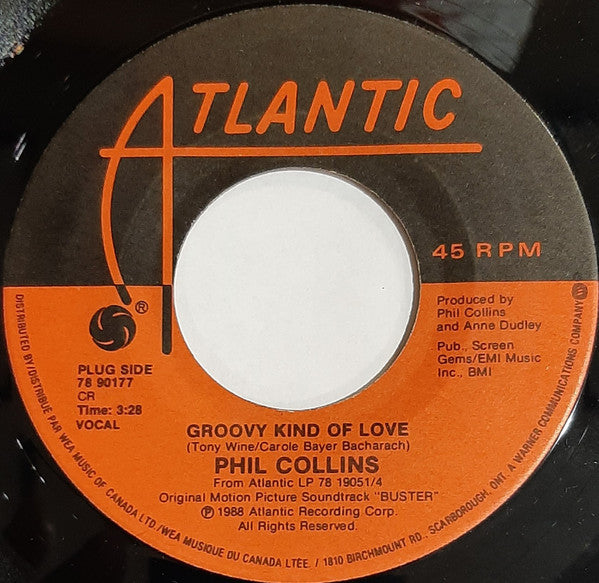 ATLANTIC
45 RPM
®
Produced by
Phil Collins
and Anne Dudley
Pub., Screen
Gems/EMI Music
Inc., BMI
PLUG SIDE
78 90177
CR
Time: 3:28
VOCAL
GROOVY KIND OF LOVE
(Tony Wine/Carole Bayer Bacharach)
PHIL COLLINS
From Atlantic LP 78 19051/4
Original Motion Picture Soundtrack "BUSTER"
℗ 1988 Atlantic Recording Corp.
All Rights Reserved.
DISTRIBUTED BY/DISTRIBUÉ PAR WEA MUSIC OF CANADA LTD./WEA MUSIQUE DU CANADA LTÉE. / 1810 BIRCHMOUNT RD., SCARBOROUGH, ONT. A WARNER COMMUNICATIONS COMPANY